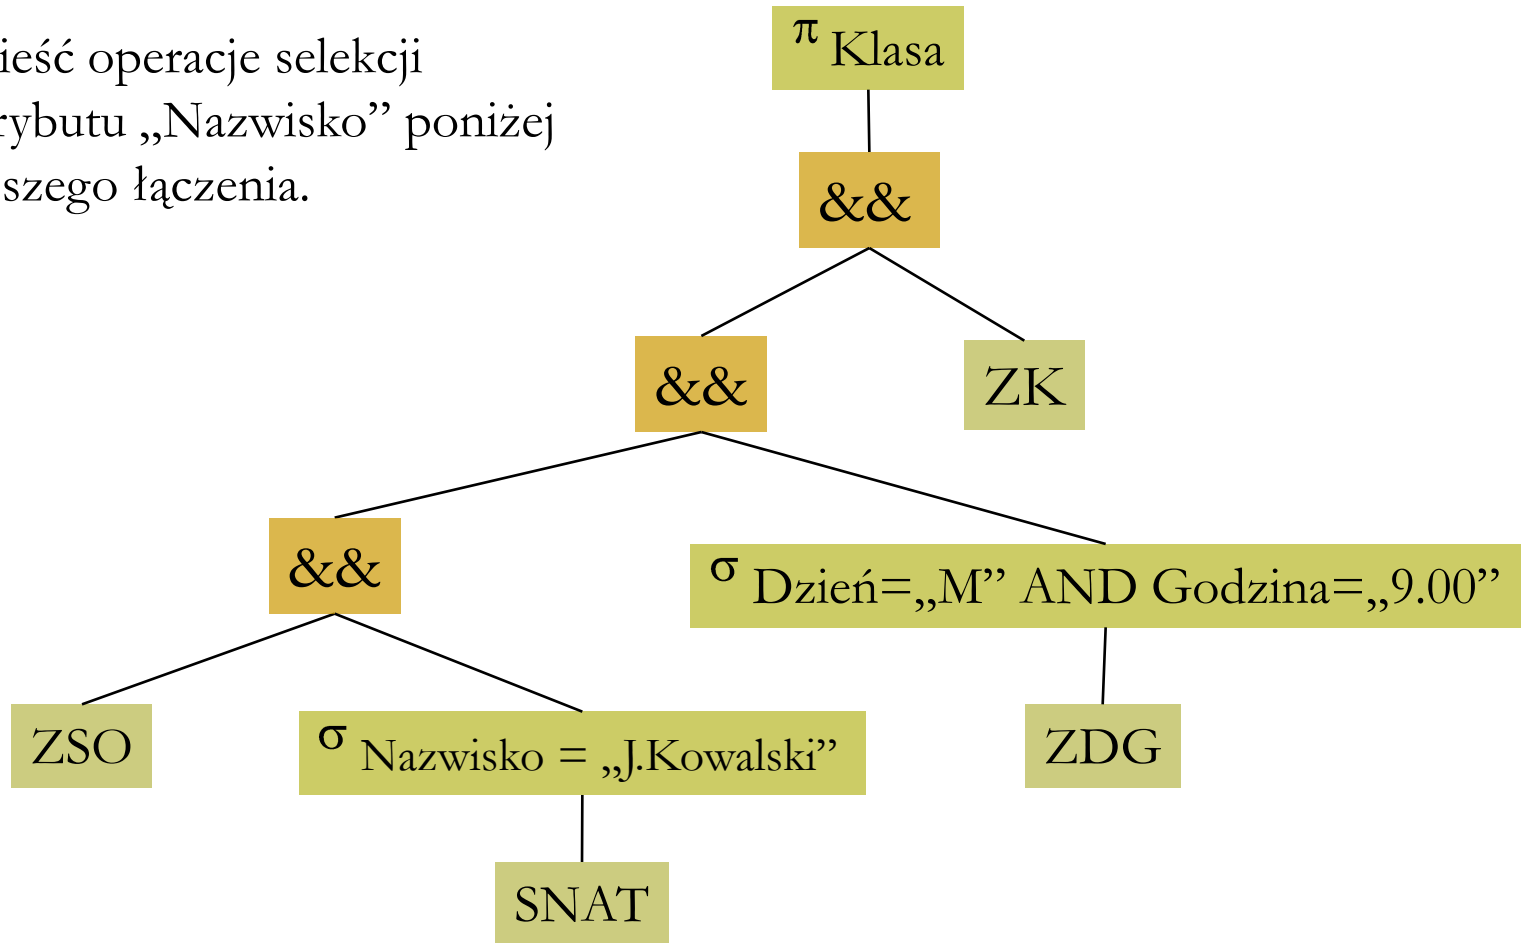 ieść operacje selekcji
rybutu „Nazwisko” poniżej
szego łączenia.
π Klasa
&&
&&
ZK
&&
σ Dzień=„M” AND Godzina=„9.00”
ZSO
σ Nazwisko = „J.Kowalski”
ZDG
SNAT